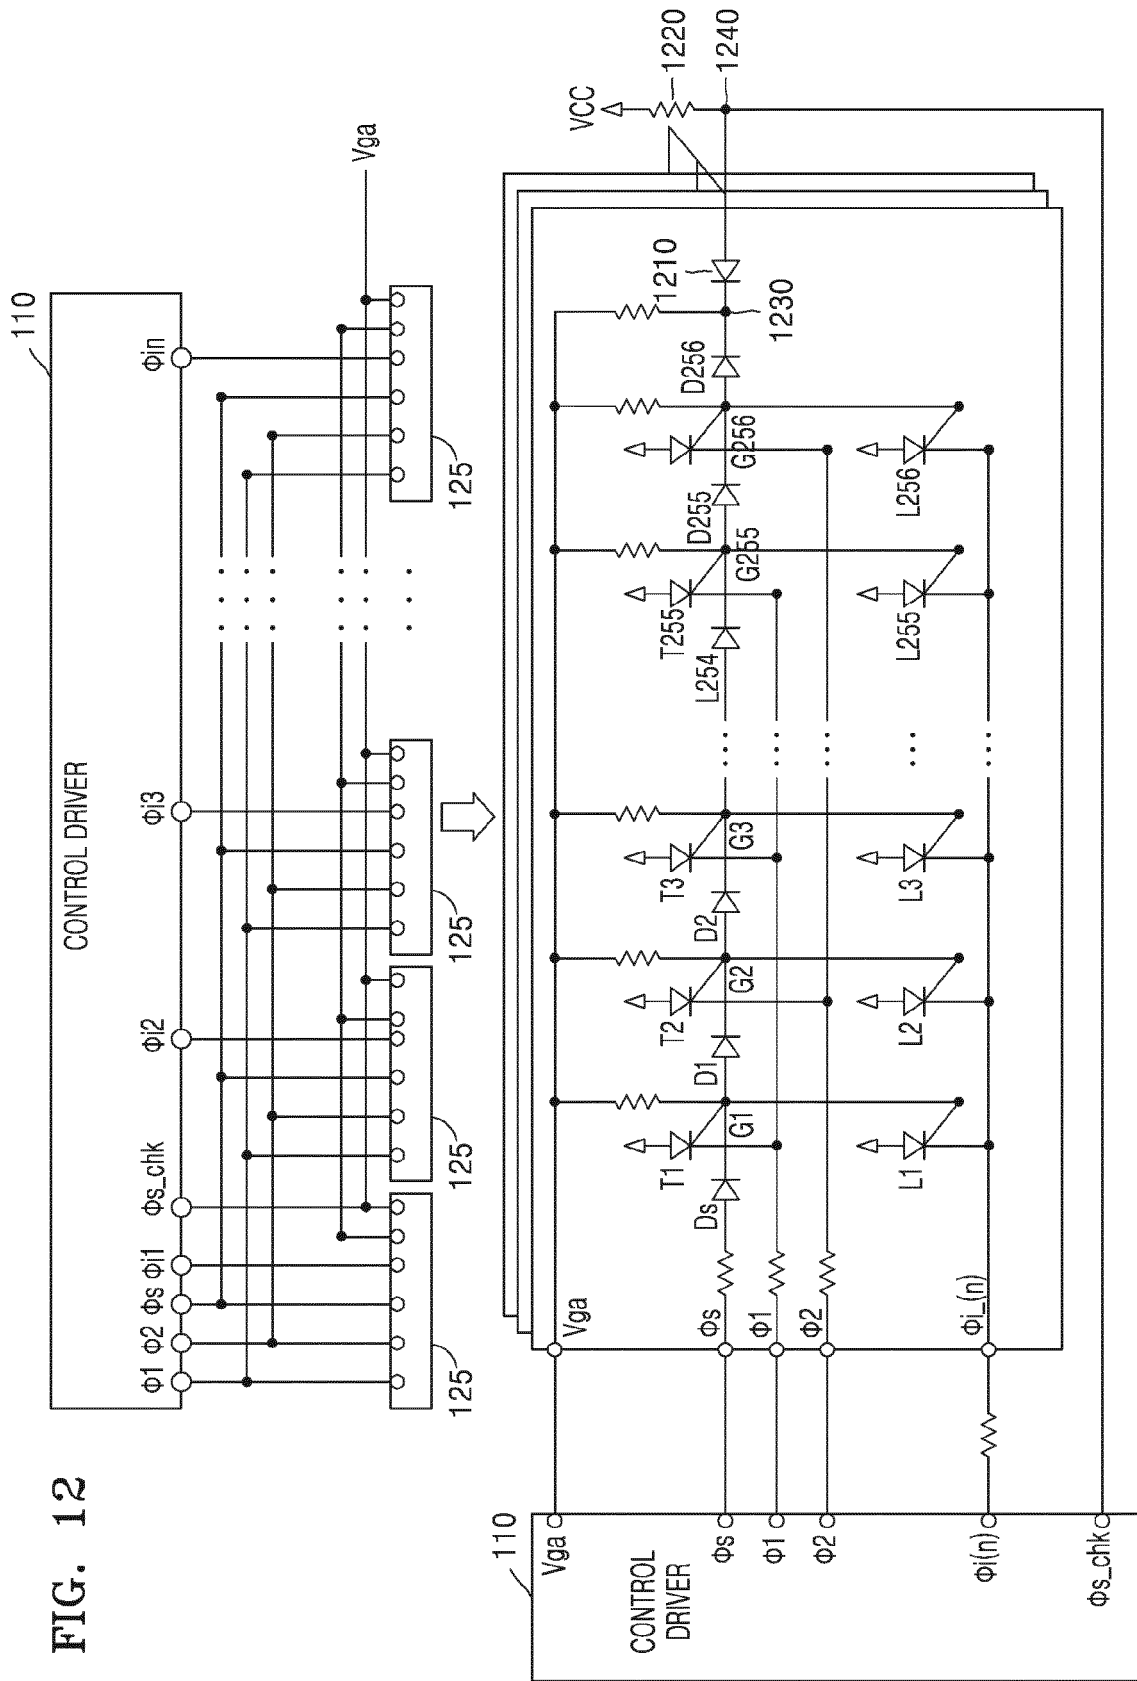 FIG. 12
110
CONTROL DRIVER
Φ1
Φ2
Φs
Φi1
Φs_chk
Φi2
Φi3
Φin
Vga
125
125
125
125
110
CONTROL
DRIVER
Vga
Φs
Φ1
Φ2
Φi(n)
Φs_chk
Vga
Φs
Φ1
Φ2
Φi_(n)
Ds
T1
G1
L1
D1
T2
G2
L2
D2
T3
G3
L3
L254
T255
G255
L255
D255
G256
L256
D256
1230
1210
VCC
1220
1240